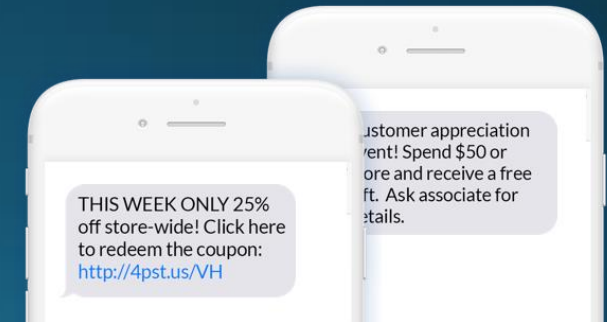 THIS WEEK ONLY 25%
off store-wide! Click here
to redeem the coupon:
http://4pst.us/VH
ustomer appreciation
vent! Spend $50 or
ore and receive a free
ft. Ask associate for
etails.